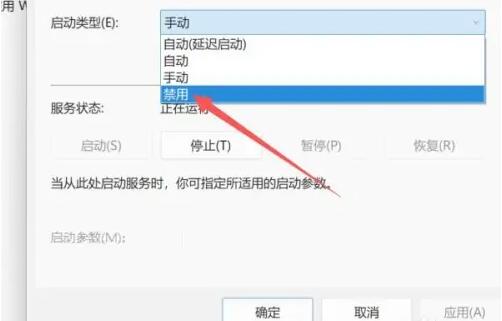 用 W
启动类型(E):
手动
自动(延迟启动)
自动
手动
禁用
服务状态:
正在运行
启动(S)
停止(T)
暂停(P)
恢复(R)
当从此处启动服务时，你可指定所适用的启动参数。
启动参数(M):
确定
取消
应用(A)